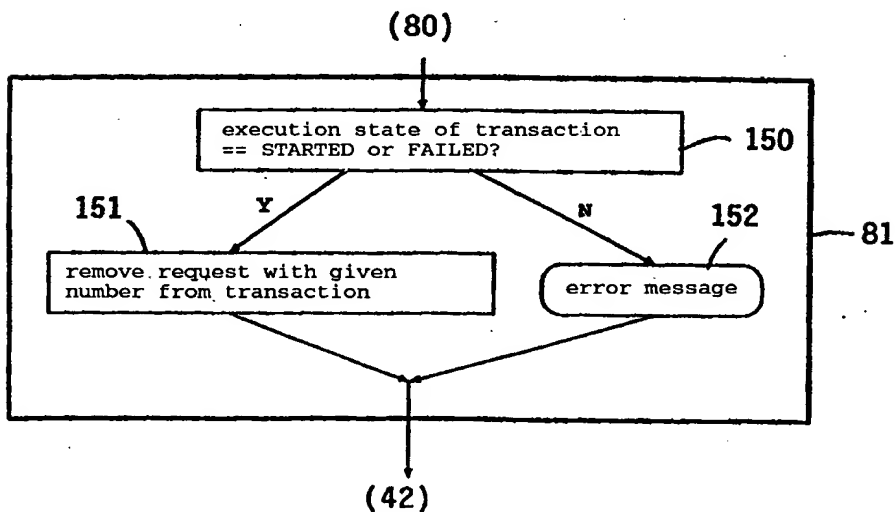 (80)
execution state of transaction
== STARTED or FAILED?
150
Y
N
151
152
81
remove request with given
number from transaction
error message
(42)